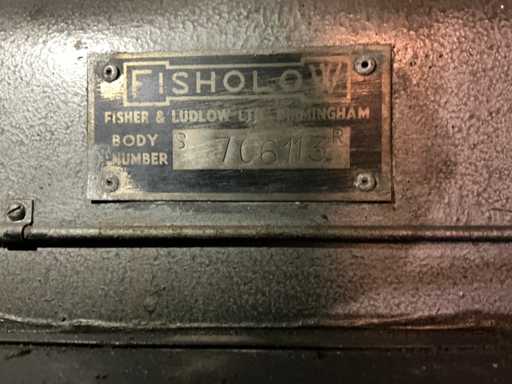 FISHOLOW
FISHER & LUDLOW LTD. BIRMINGHAM
BODY NUMBER S 706113 R